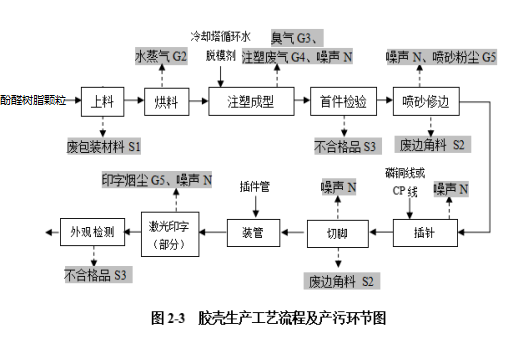 冷却塔循环水
臭气 G3、
水蒸气 G2
脱模剂
注塑废气 G4、噪声 N
噪声 N、喷砂粉尘 G5
酚醛树脂颗粒
上料
烘料
注塑成型
首件检验
喷砂修边
废包装材料 S1
不合格品 S3
废边角料 S2
磷铜线或
CP 线
印字烟尘 G5、噪声 N
插件管
噪声 N
噪声 N
外观检测
激光印字
(部分)
装管
切脚
插针
不合格品 S3
废边角料 S2
图 2-3 胶壳生产工艺流程及产污环节图